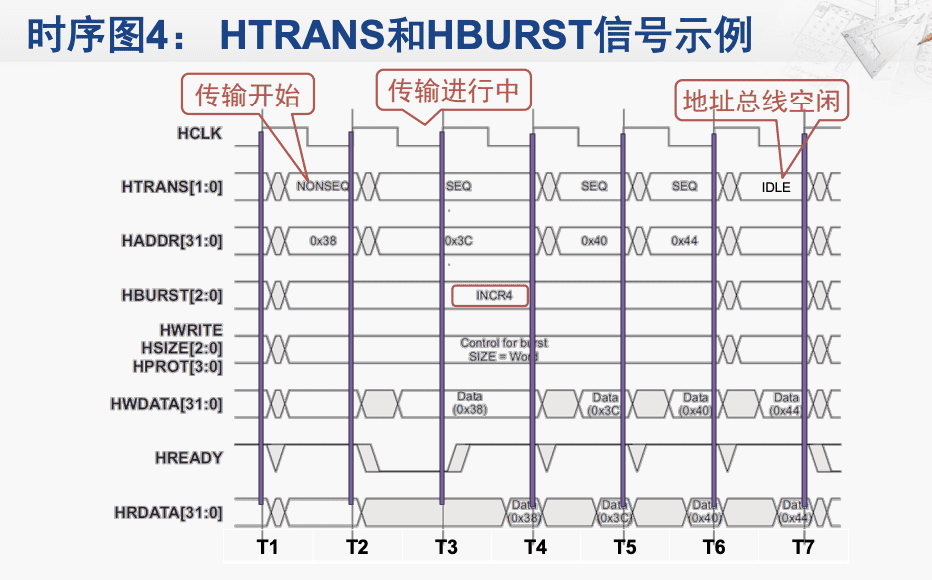 时序图4： HTRANS和HBURST信号示例
传输开始
传输进行中
地址总线空闲
HCLK
HTRANS[1:0]
NONSEQ
SEQ
SEQ
SEQ
IDLE
HADDR[31:0]
0x38
0x3C
0x40
0x44
HBURST[2:0]
INCR4
HWRITE
HSIZE[2:0]
HPROT[3:0]
Control for burst
SIZE = Word
HWDATA[31:0]
Data
(0x38)
Data
(0x3C)
Data
(0x40)
Data
(0x44)
HREADY
HRDATA[31:0]
Data
(0x38)
Data
(0x3C)
Data
(0x40)
Data
(0x44)
T1
T2
T3
T4
T5
T6
T7